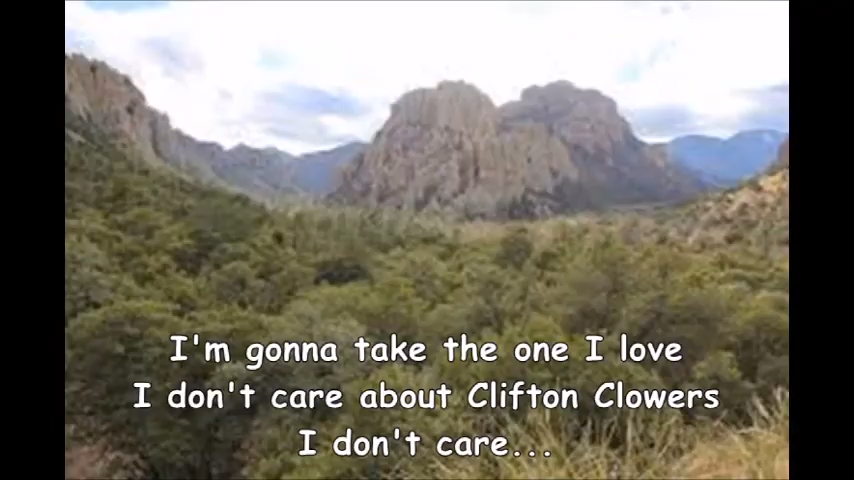 I'm gonna take the one I love
I don't care about Clifton Clowers
I don't care...